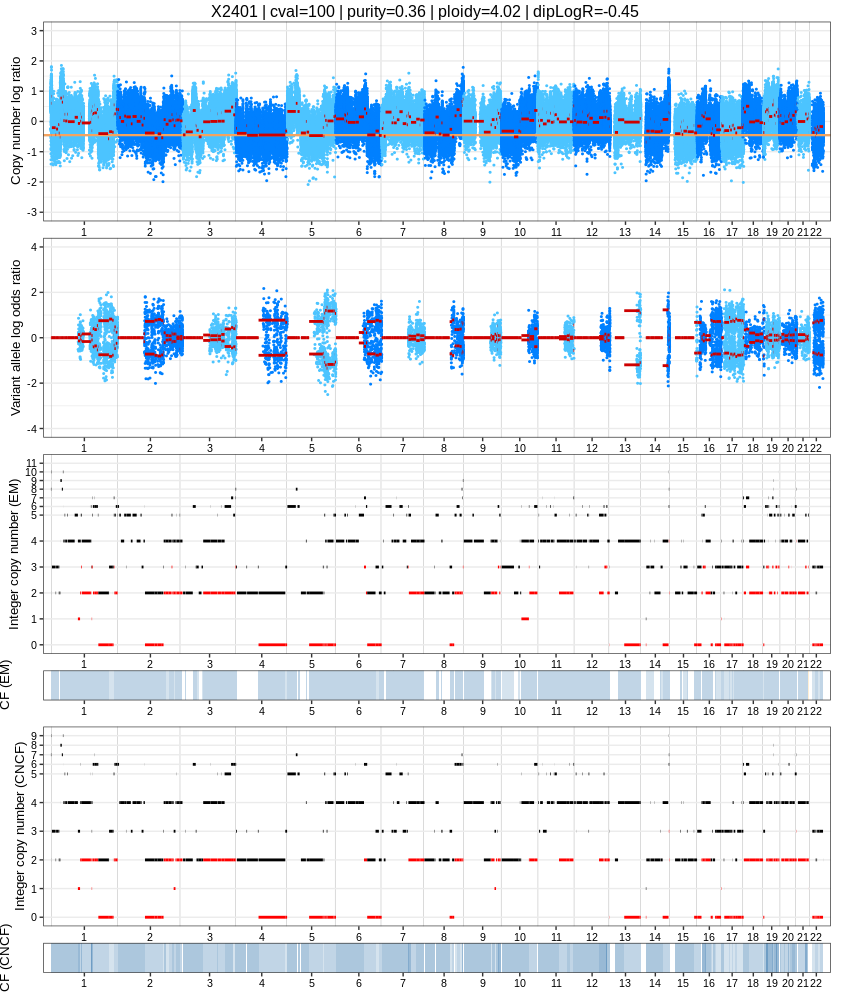 X2401 | cval=100 | purity=0.36 | ploidy=4.02 | dipLogR=-0.45
Copy number log ratio
3
2
1
0
-1
-2
-3
1 2 3 4 5 6 7 8 9 10 11 12 13 14 15 16 17 18 19 20 21 22
Variant allele log odds ratio
4
2
0
-2
-4
1 2 3 4 5 6 7 8 9 10 11 12 13 14 15 16 17 18 19 20 21 22
Integer copy number (EM)
11
10
9
8
7
6
5
4
3
2
1
0
1 2 3 4 5 6 7 8 9 10 11 12 13 14 15 16 17 18 19 20 21 22
CF (EM)
1 2 3 4 5 6 7 8 9 10 11 12 13 14 15 16 17 18 19 20 21 22
Integer copy number (CNCF)
9
8
7
6
5
4
3
2
1
0
1 2 3 4 5 6 7 8 9 10 11 12 13 14 15 16 17 18 19 20 21 22
CF (CNCF)
1 2 3 4 5 6 7 8 9 10 11 12 13 14 15 16 17 18 19 20 21 22